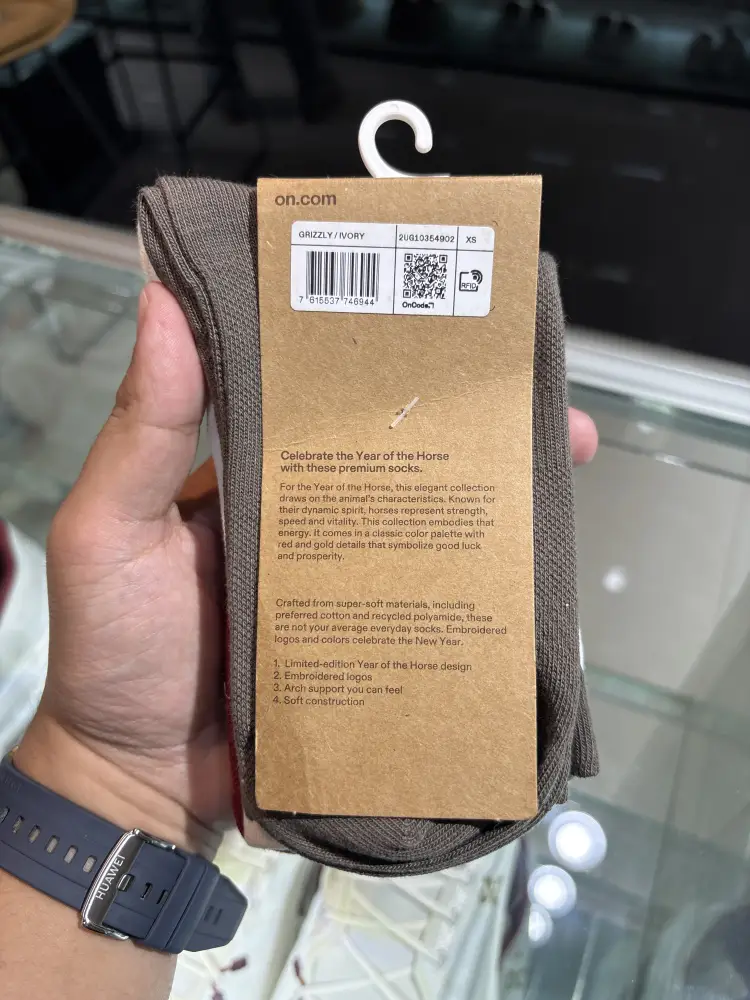 on.com
GRIZZLY / IVORY
2UG10354902
XS
7 615537 746944
OnCode
RFID
Celebrate the Year of the Horse
with these premium socks.
For the Year of the Horse, this elegant collection
draws on the animal's characteristics. Known for
their dynamic spirit, horses represent strength,
speed and vitality. This collection embodies that
energy. It comes in a classic color palette with
red and gold details that symbolize good luck
and prosperity.
Crafted from super-soft materials, including
preferred cotton and recycled polyamide, these
are not your average everyday socks. Embroidered
logos and colors celebrate the New Year.
1. Limited-edition Year of the Horse design
2. Embroidered logos
3. Arch support you can feel
4. Soft construction
HUAWEI